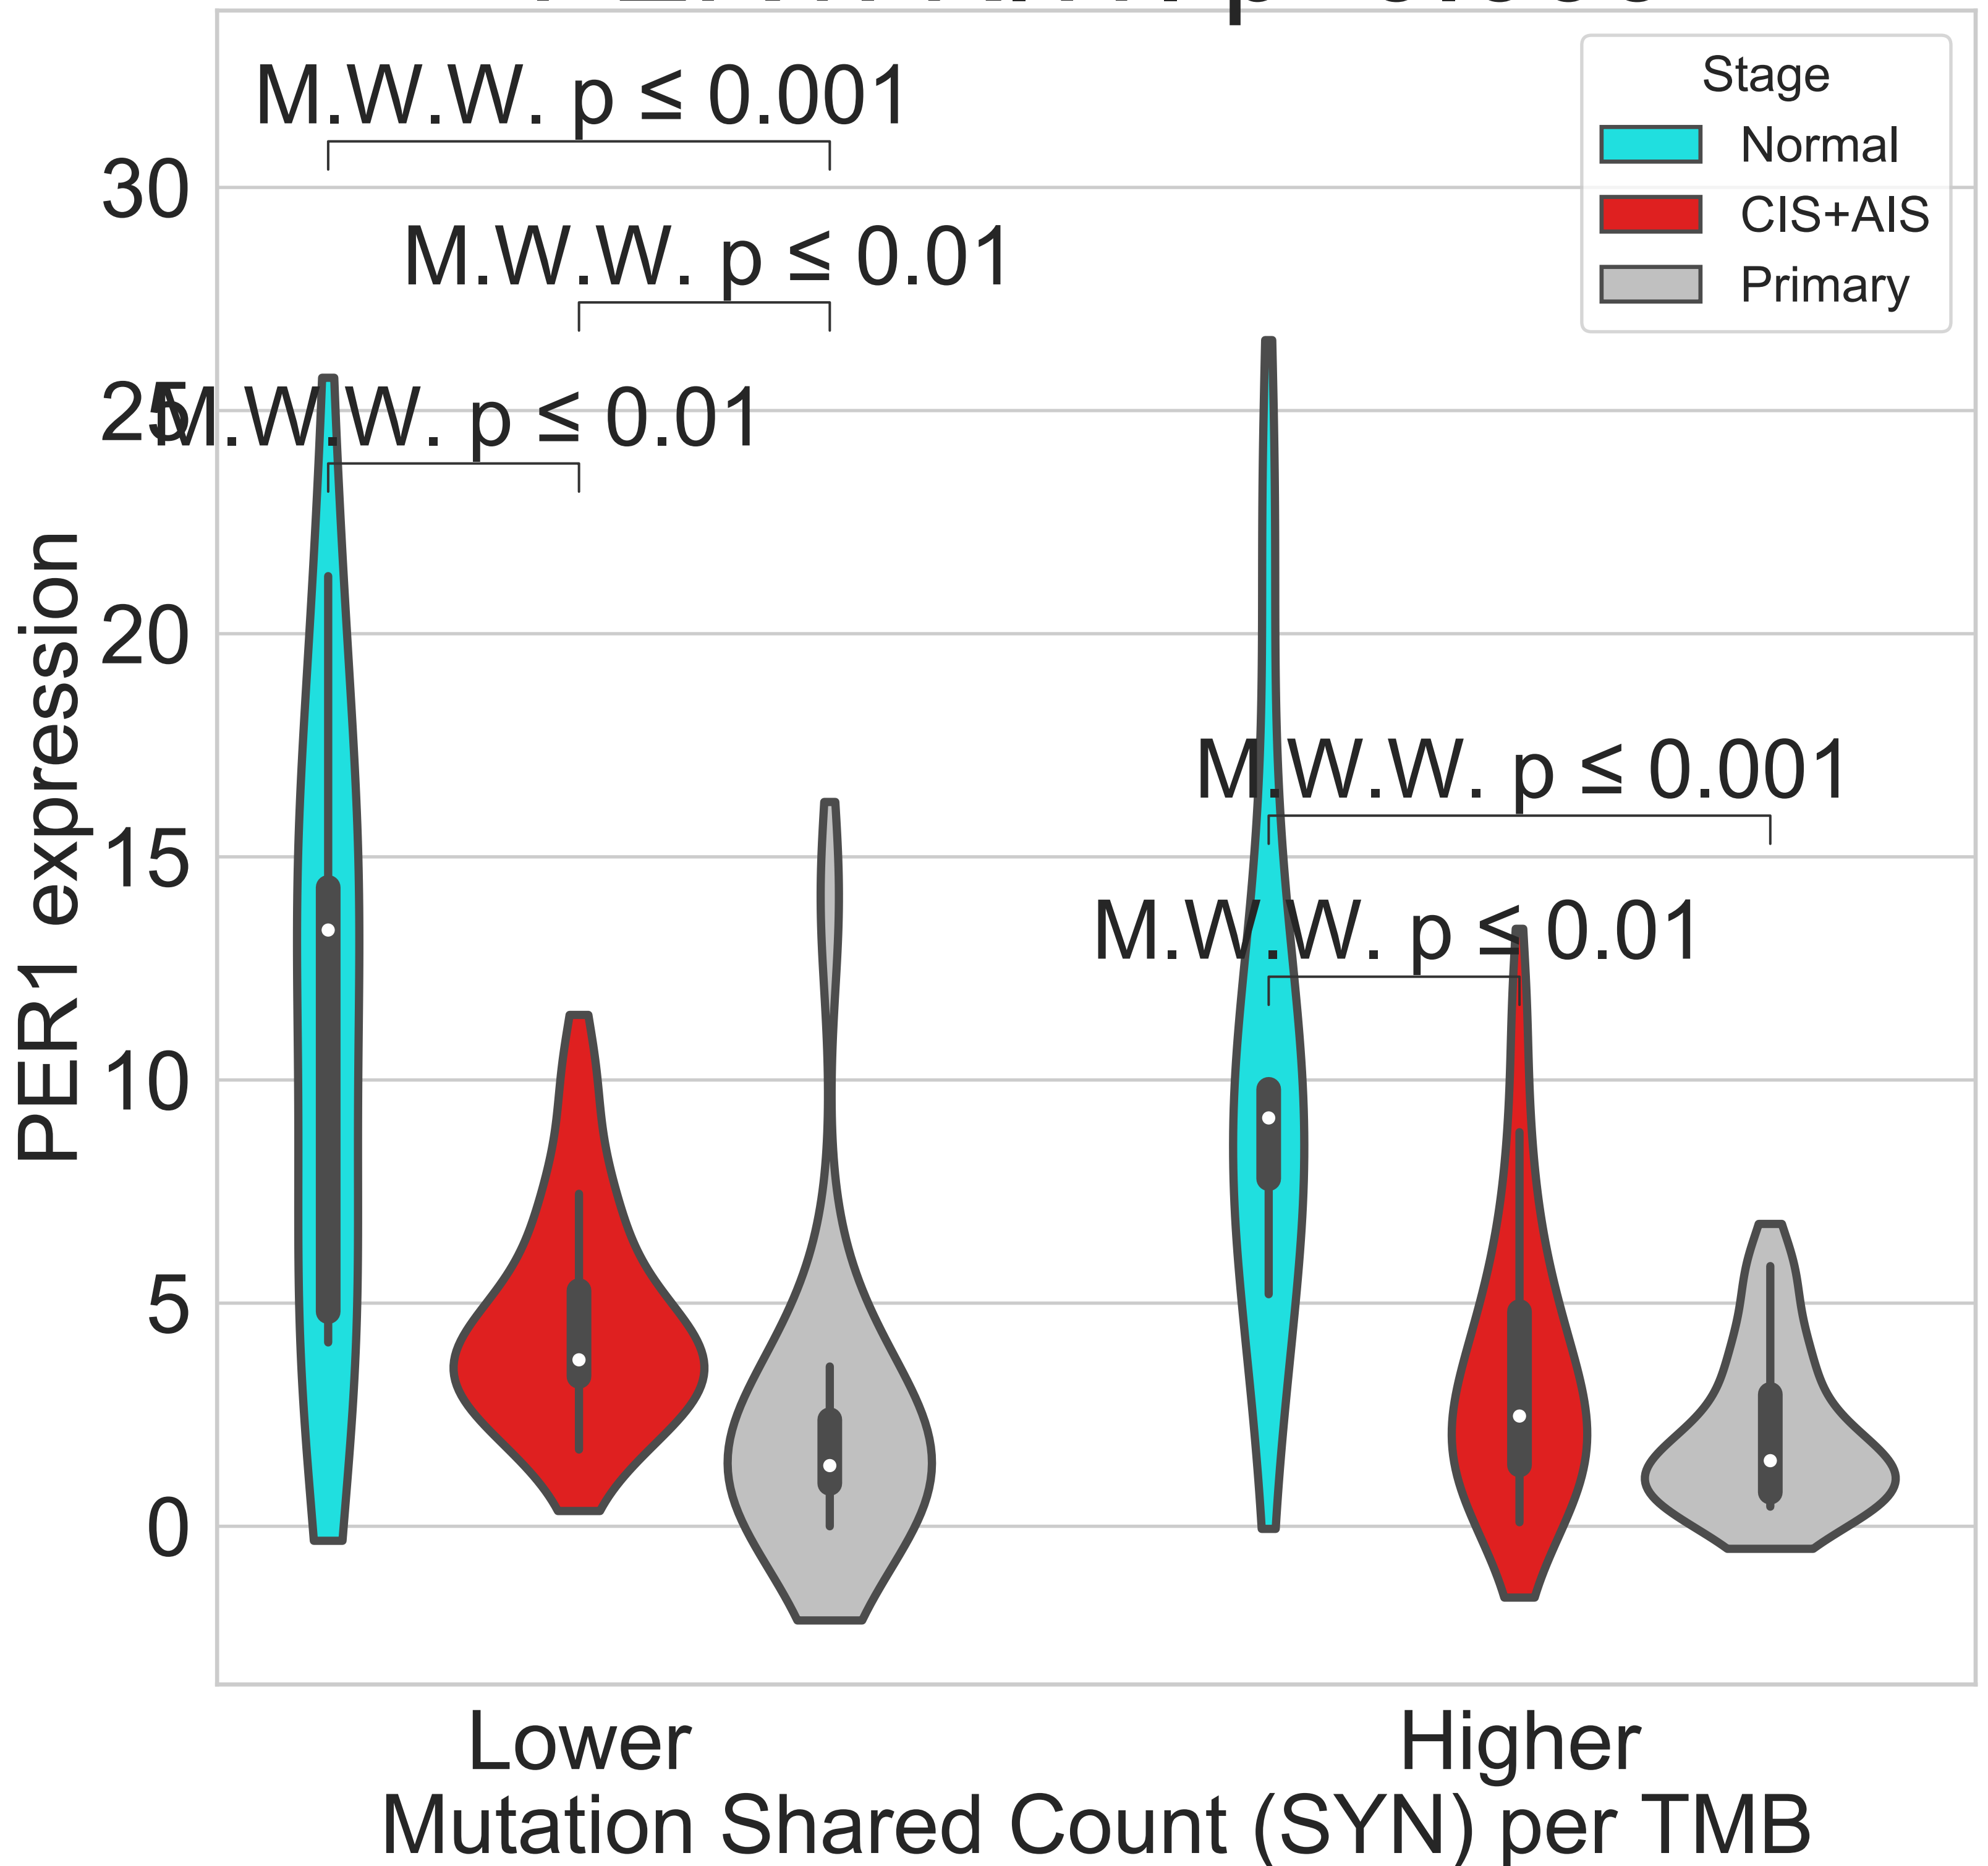 M.W.W. p ≤ 0.001
M.W.W. p ≤ 0.01
M.W.W. p ≤ 0.01
M.W.W. p ≤ 0.001
M.W.W. p ≤ 0.01
Stage
Normal
CIS+AIS
Primary
PER1 expression
30
25
20
15
10
5
0
Lower
Higher
Mutation Shared Count (SYN) per TMB